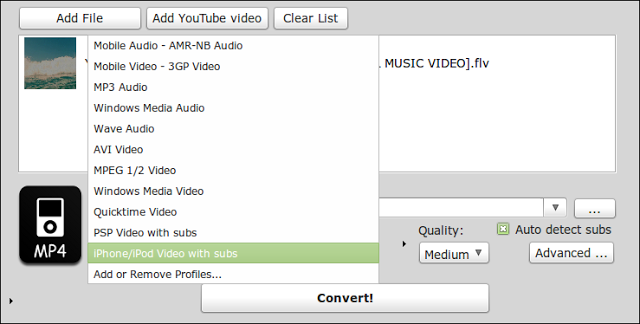 Add File
Add YouTube video
Clear List
MUSIC VIDEO].flv
Mobile Audio - AMR-NB Audio
Mobile Video - 3GP Video
MP3 Audio
Windows Media Audio
Wave Audio
AVI Video
MPEG 1/2 Video
Windows Media Video
Quicktime Video
PSP Video with subs
iPhone/iPod Video with subs
Add or Remove Profiles...
MP4
...
Quality:
Auto detect subs
Medium
Advanced ...
Convert!